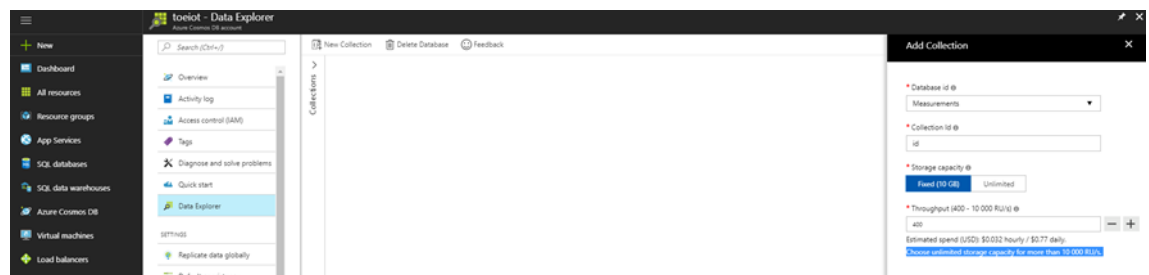 toeiot - Data Explorer
Azure Cosmos DB account
New
Dashboard
All resources
Resource groups
App Services
SQL databases
SQL data warehouses
Azure Cosmos DB
Virtual machines
Load balancers
Search (Ctrl+/)
Overview
Activity log
Access control (IAM)
Tags
Diagnose and solve problems
Quick start
Data Explorer
SETTINGS
Replicate data globally
New Collection Delete Database Feedback
Collections
Add Collection
* Database id
Measurements
* Collection Id
id
* Storage capacity
Fixed (10 GB) Unlimited
* Throughput (400 - 10 000 RU/s)
400
Estimated spend (USD): $0.032 hourly / $0.77 daily.
Choose unlimited storage capacity for more than 10 000 RU/s.